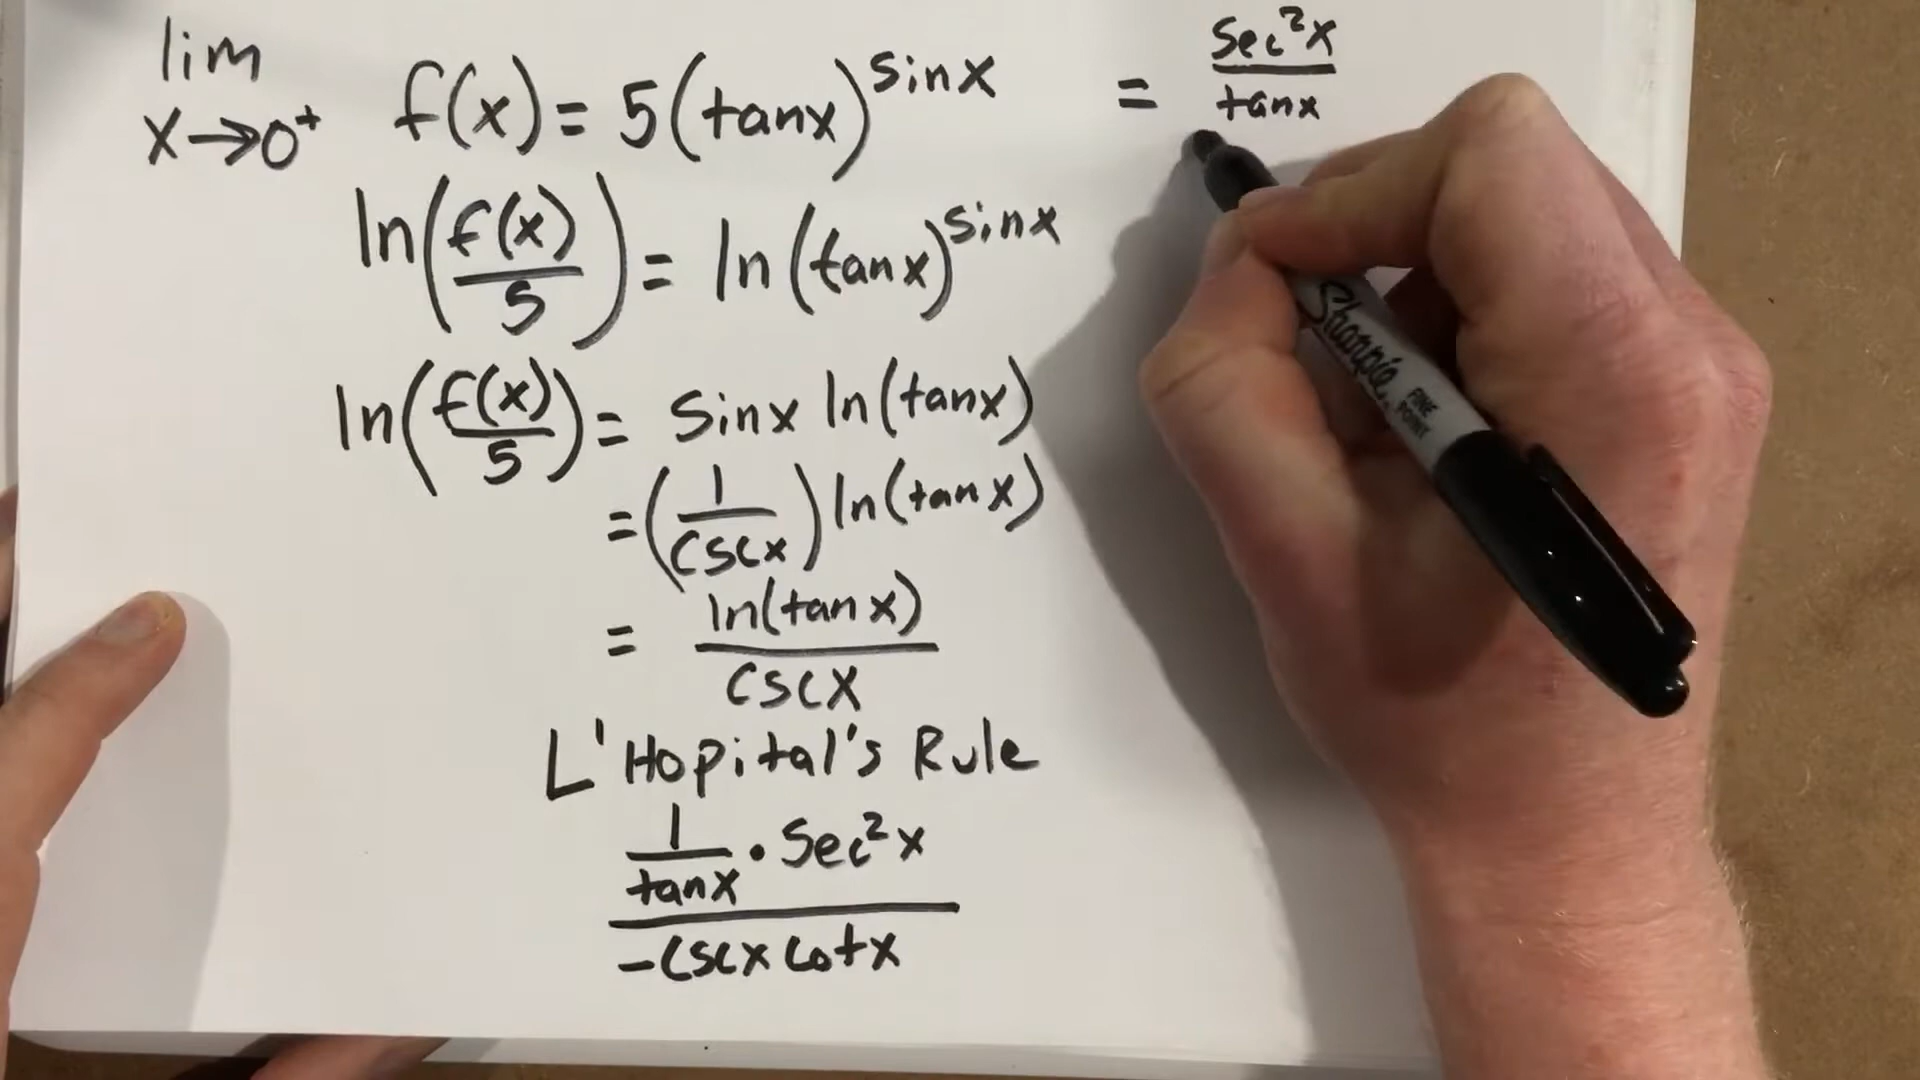 lim
x→0⁺ f(x) = 5(tanx)^sinx
ln(f(x)/5) = ln(tanx)^sinx
ln(f(x)/5) = sinx ln(tanx)
= (1/cscx) ln(tanx)
= ln(tanx)/cscx
L'Hopital's Rule
1/tanx · sec²x
-cscx cotx
= sec²x/tanx
Sharpie.
FINE POINT